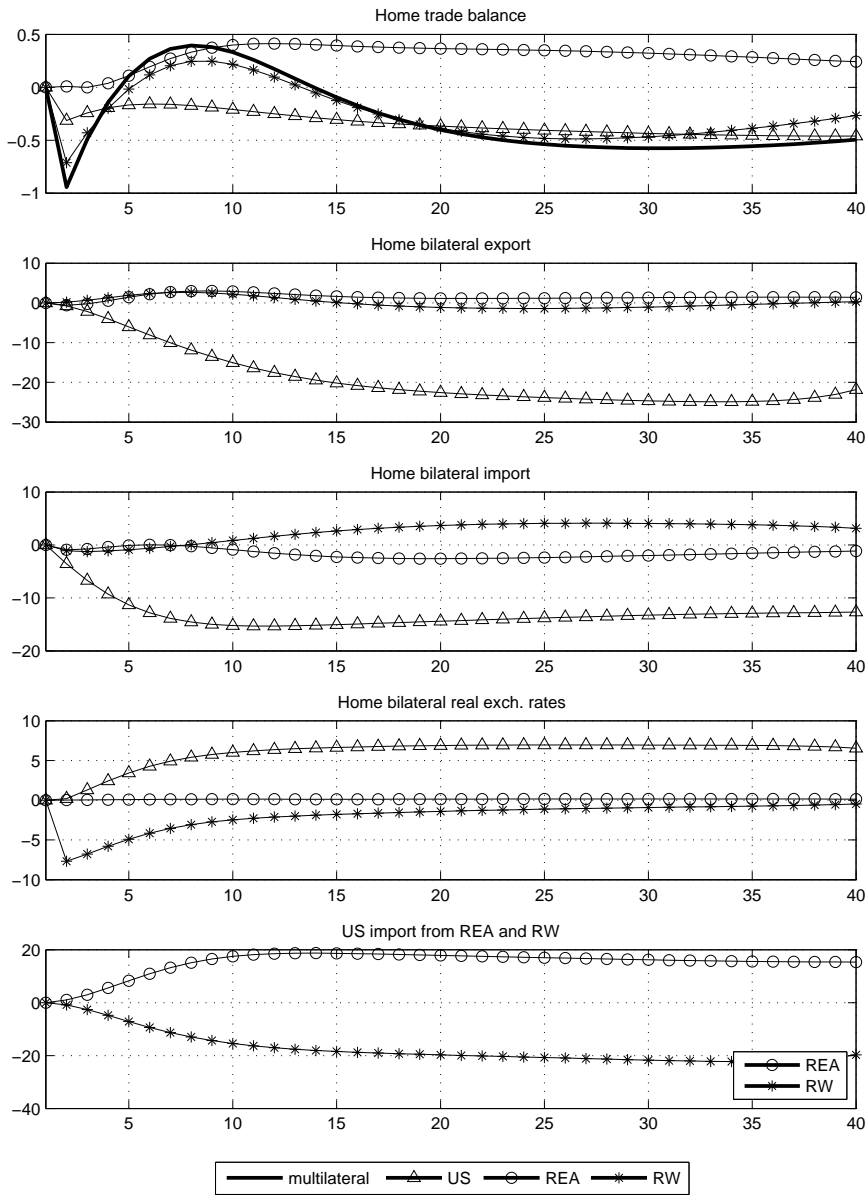 Home trade balance
0.5
0
−0.5
−1
5 10 15 20 25 30 35 40
Home bilateral export
10
0
−10
−20
−30
5 10 15 20 25 30 35 40
Home bilateral import
10
0
−10
−20
5 10 15 20 25 30 35 40
Home bilateral real exch. rates
10
5
0
−5
−10
5 10 15 20 25 30 35 40
US import from REA and RW
20
0
−20
−40
REA
RW
5 10 15 20 25 30 35 40
multilateral US REA RW